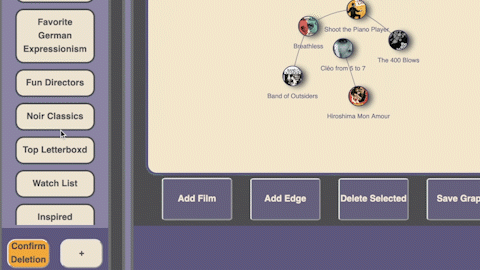 Favorite
German
Expressionism
Fun Directors
Noir Classics
Top Letterboxd
Watch List
Inspired
Confirm
Deletion
+
Shoot the Piano Player
Breathless
The 400 Blows
Cléo from 5 to 7
Band of Outsiders
Hiroshima Mon Amour
Add Film
Add Edge
Delete Selected
Save Grap